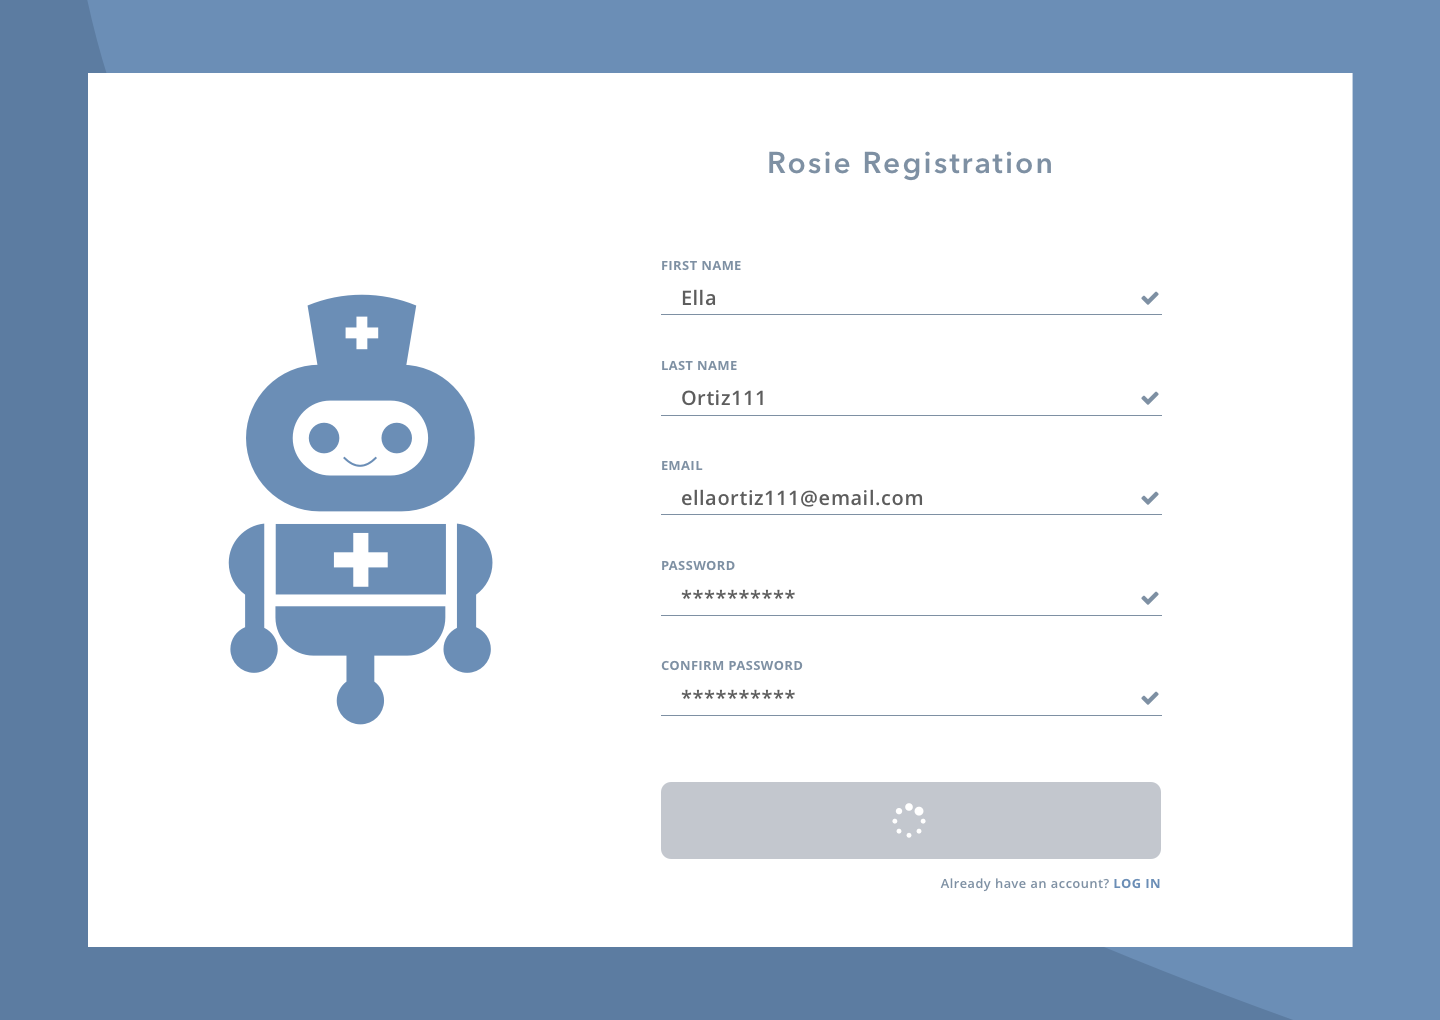 Rosie Registration
FIRST NAME
Ella
LAST NAME
Ortiz111
EMAIL
ellaortiz111@email.com
PASSWORD
**********
CONFIRM PASSWORD
**********
Already have an account? LOG IN